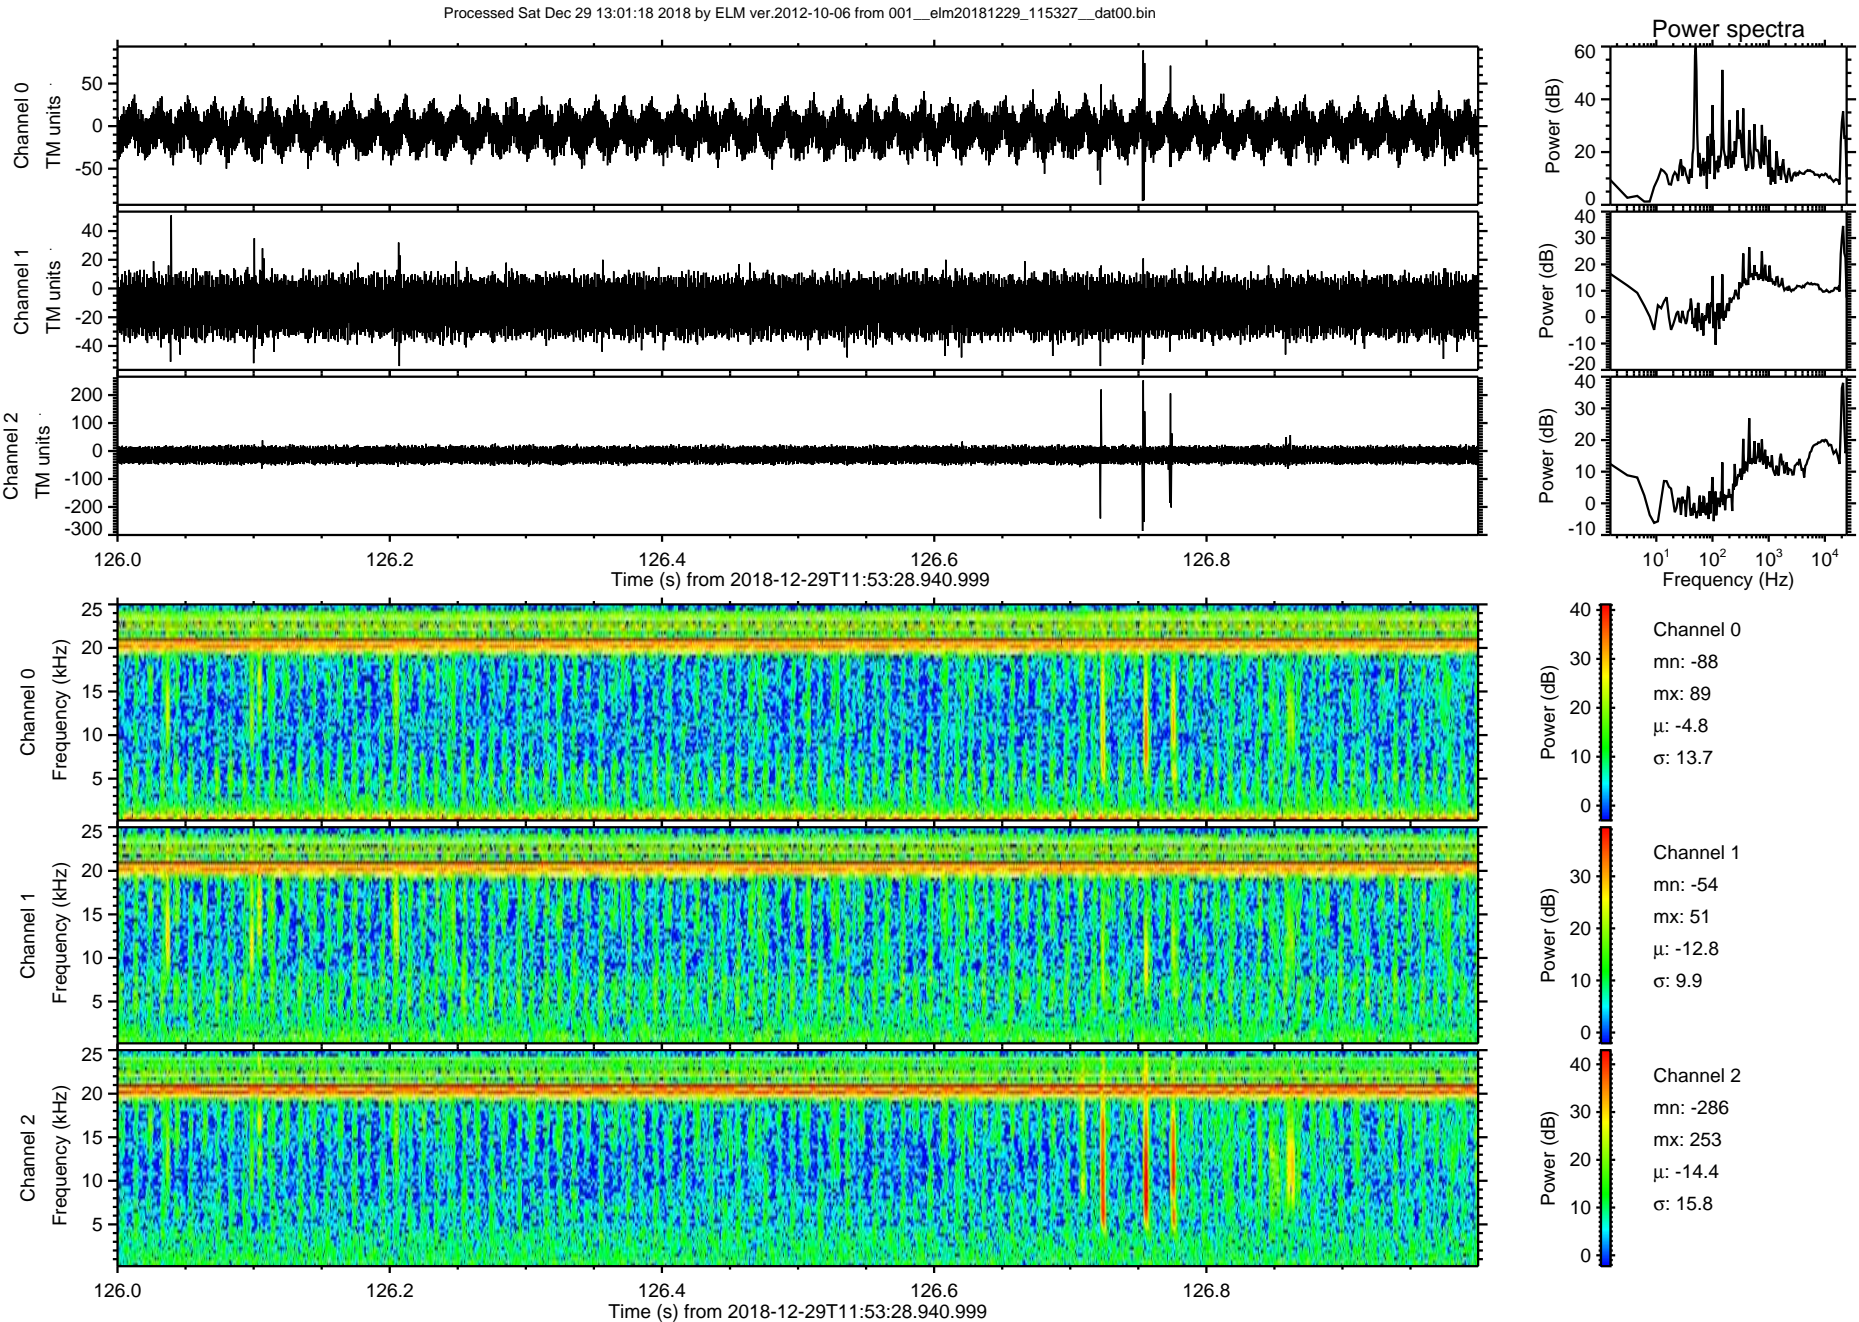 Processed Sat Dec 29 13:01:18 2018 by ELM ver.2012-10-06 from 001__elm20181229_115327__dat00.bin
Power spectra
Channel 0
TM units
50
0
-50
Power (dB)
60
40
20
0
Channel 1
TM units
40
20
0
-20
-40
Power (dB)
40
30
20
10
0
-10
-20
Channel 2
TM units
200
100
0
-100
-200
-300
Power (dB)
40
30
20
10
0
-10
126.0 126.2 126.4 126.6 126.8
Time (s) from 2018-12-29T11:53:28.940.999
10^1 10^2 10^3 10^4
Frequency (Hz)
Channel 0
Frequency (kHz)
25
20
15
10
5
Power (dB)
40
30
20
10
0
Channel 0
mn: -88
mx: 89
μ: -4.8
σ: 13.7
Channel 1
Frequency (kHz)
25
20
15
10
5
Power (dB)
30
20
10
0
Channel 1
mn: -54
mx: 51
μ: -12.8
σ: 9.9
Channel 2
Frequency (kHz)
25
20
15
10
5
Power (dB)
40
30
20
10
0
Channel 2
mn: -286
mx: 253
μ: -14.4
σ: 15.8
126.0 126.2 126.4 126.6 126.8
Time (s) from 2018-12-29T11:53:28.940.999